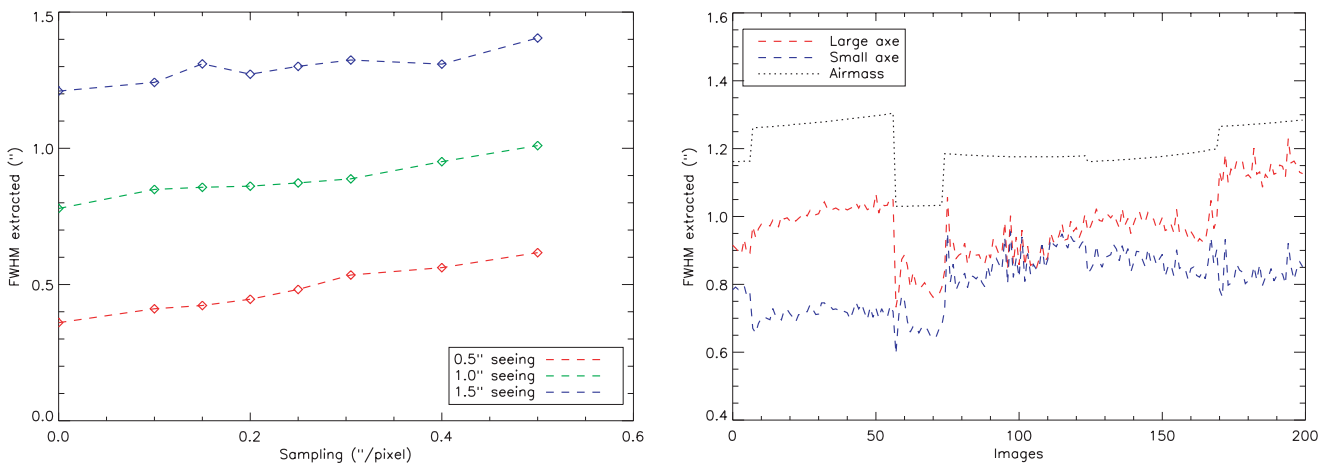 FWHM extracted (")
1.5
1.0
0.5
0.0
0.5" seeing
1.0" seeing
1.5" seeing
0.0
0.2
0.4
0.6
Sampling ("/pixel)
FWHM extracted (")
1.6
1.4
1.2
1.0
0.8
0.6
0.4
Large axe
Small axe
Airmass
0
50
100
150
200
Images